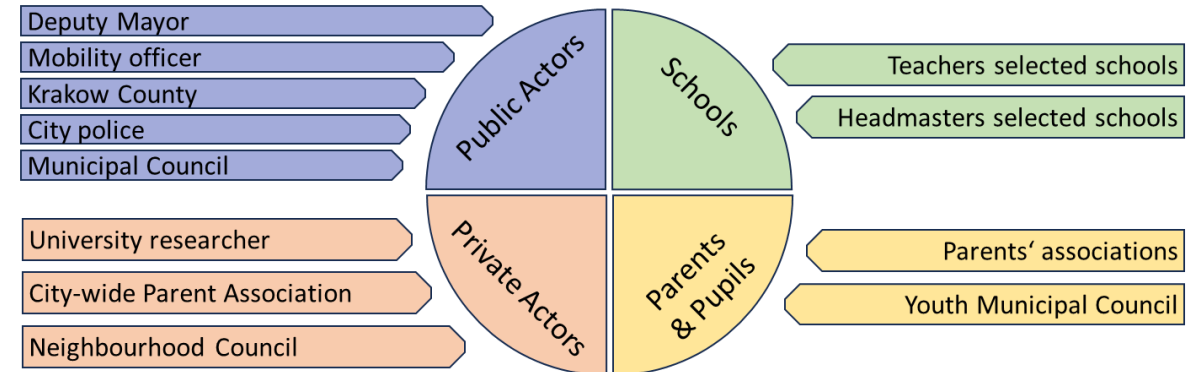 Deputy Mayor
Mobility officer
Krakow County
City police
Municipal Council
Public Actors
Schools
Teachers selected schools
Headmasters selected schools
University researcher
City-wide Parent Association
Neighbourhood Council
Private Actors
Parents
& Pupils
Parents‘ associations
Youth Municipal Council